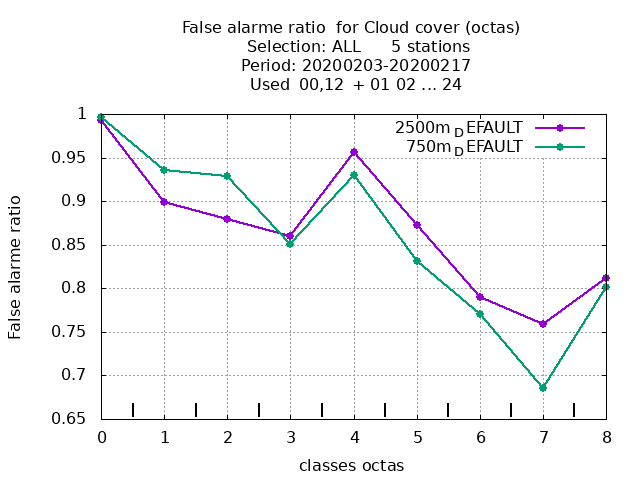 False alarme ratio  for Cloud cover (octas)
Selection: ALL      5 stations
Period: 20200203-20200217
Used  00,12  + 01 02 ... 24
2500m_DEFAULT
750m_DEFAULT
1
0.95
0.9
0.85
0.8
0.75
0.7
0.65
False alarme ratio
0 1 2 3 4 5 6 7 8
classes octas